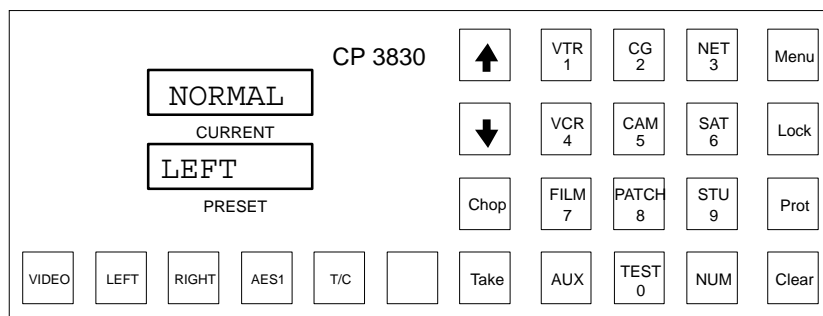 CP 3830
NORMAL
CURRENT
LEFT
PRESET
VTR
1
CG
2
NET
3
Menu
VCR
4
CAM
5
SAT
6
Lock
Chop
FILM
7
PATCH
8
STU
9
Prot
VIDEO
LEFT
RIGHT
AES1
T/C
Take
AUX
TEST
0
NUM
Clear